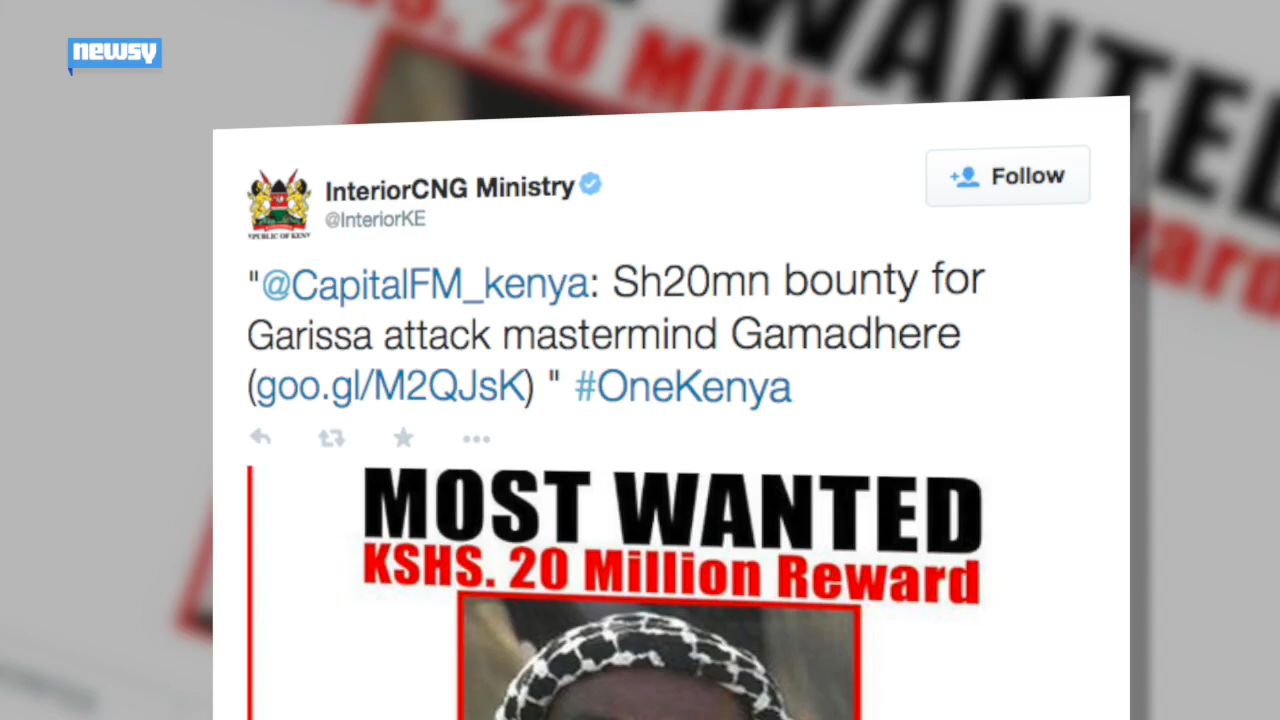 newsy
InteriorCNG Ministry
@InteriorKE
Follow
"@CapitalFM_kenya: Sh20mn bounty for
Garissa attack mastermind Gamadhere
(goo.gl/M2QJsK) " #OneKenya
MOST WANTED
KSHS. 20 Million Reward